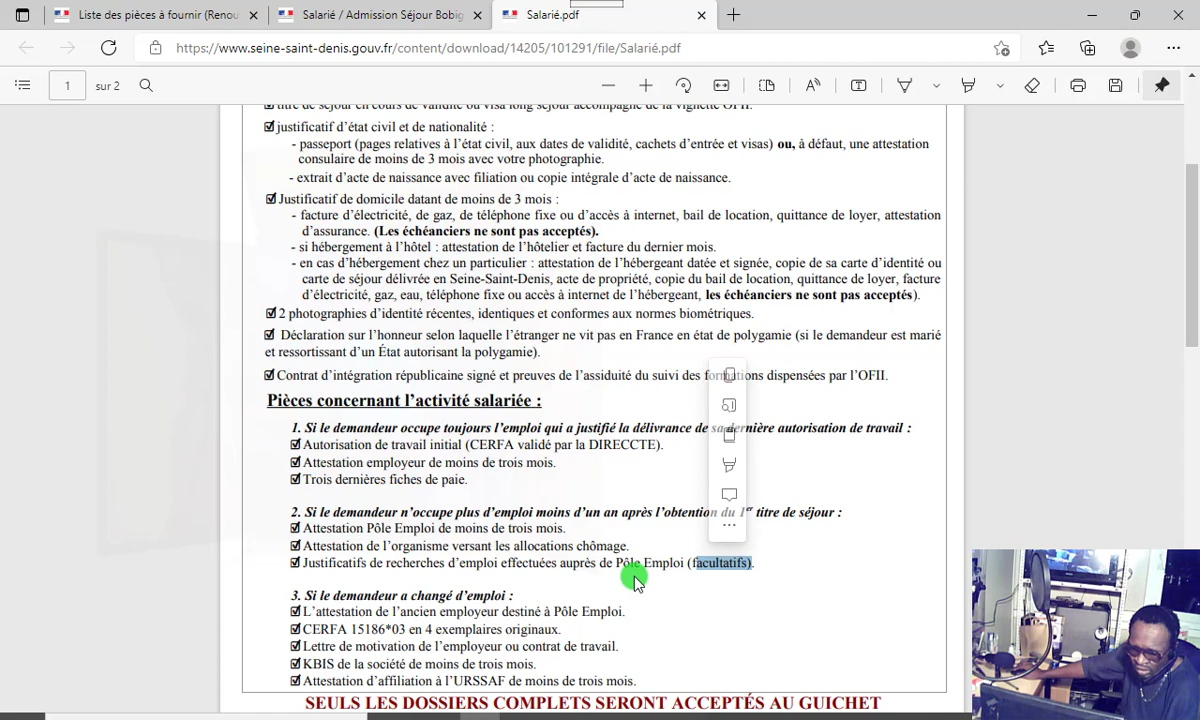 Liste des pièces à fournir (Renou
Salarié / Admission Séjour Bobig
Salarié.pdf
https://www.seine-saint-denis.gouv.fr/content/download/14205/101291/file/Salarié.pdf
1 sur 2
titre de séjour en cours de validité ou visa long séjour accompagné de la vignette OFII.
justificatif d’état civil et de nationalité :
- passeport (pages relatives à l’état civil, aux dates de validité, cachets d’entrée et visas) ou, à défaut, une attestation
consulaire de moins de 3 mois avec votre photographie.
- extrait d’acte de naissance avec filiation ou copie intégrale d’acte de naissance.
Justificatif de domicile datant de moins de 3 mois :
- facture d’électricité, de gaz, de téléphone fixe ou d’accès à internet, bail de location, quittance de loyer, attestation
d’assurance. (Les échéanciers ne sont pas acceptés).
- si hébergement à l’hôtel : attestation de l’hôtelier et facture du dernier mois.
- en cas d’hébergement chez un particulier : attestation de l’hébergeant datée et signée, copie de sa carte d’identité ou
carte de séjour délivrée en Seine-Saint-Denis, acte de propriété, copie du bail de location, quittance de loyer, facture
d’électricité, gaz, eau, téléphone fixe ou accès à internet de l’hébergeant, les échéanciers ne sont pas acceptés).
2 photographies d’identité récentes, identiques et conformes aux normes biométriques.
Déclaration sur l’honneur selon laquelle l’étranger ne vit pas en France en état de polygamie (si le demandeur est marié
et ressortissant d’un État autorisant la polygamie).
Contrat d’intégration républicaine signé et preuves de l’assiduité du suivi des formations dispensées par l’OFII.
Pièces concernant l’activité salariée :
1. Si le demandeur occupe toujours l’emploi qui a justifié la délivrance de sa dernière autorisation de travail :
Autorisation de travail initial (CERFA validé par la DIRECCTE).
Attestation employeur de moins de trois mois.
Trois dernières fiches de paie.
2. Si le demandeur n’occupe plus d’emploi moins d’un an après l’obtention du 1er titre de séjour :
Attestation Pôle Emploi de moins de trois mois.
Attestation de l’organisme versant les allocations chômage.
Justificatifs de recherches d’emploi effectuées auprès de Pôle Emploi (facultatifs).
3. Si le demandeur a changé d’emploi :
L’attestation de l’ancien employeur destiné à Pôle Emploi.
CERFA 15186*03 en 4 exemplaires originaux.
Lettre de motivation de l’employeur ou contrat de travail.
KBIS de la société de moins de trois mois.
Attestation d’affiliation à l’URSSAF de moins de trois mois.
SEULS LES DOSSIERS COMPLETS SERONT ACCEPTÉS AU GUICHET